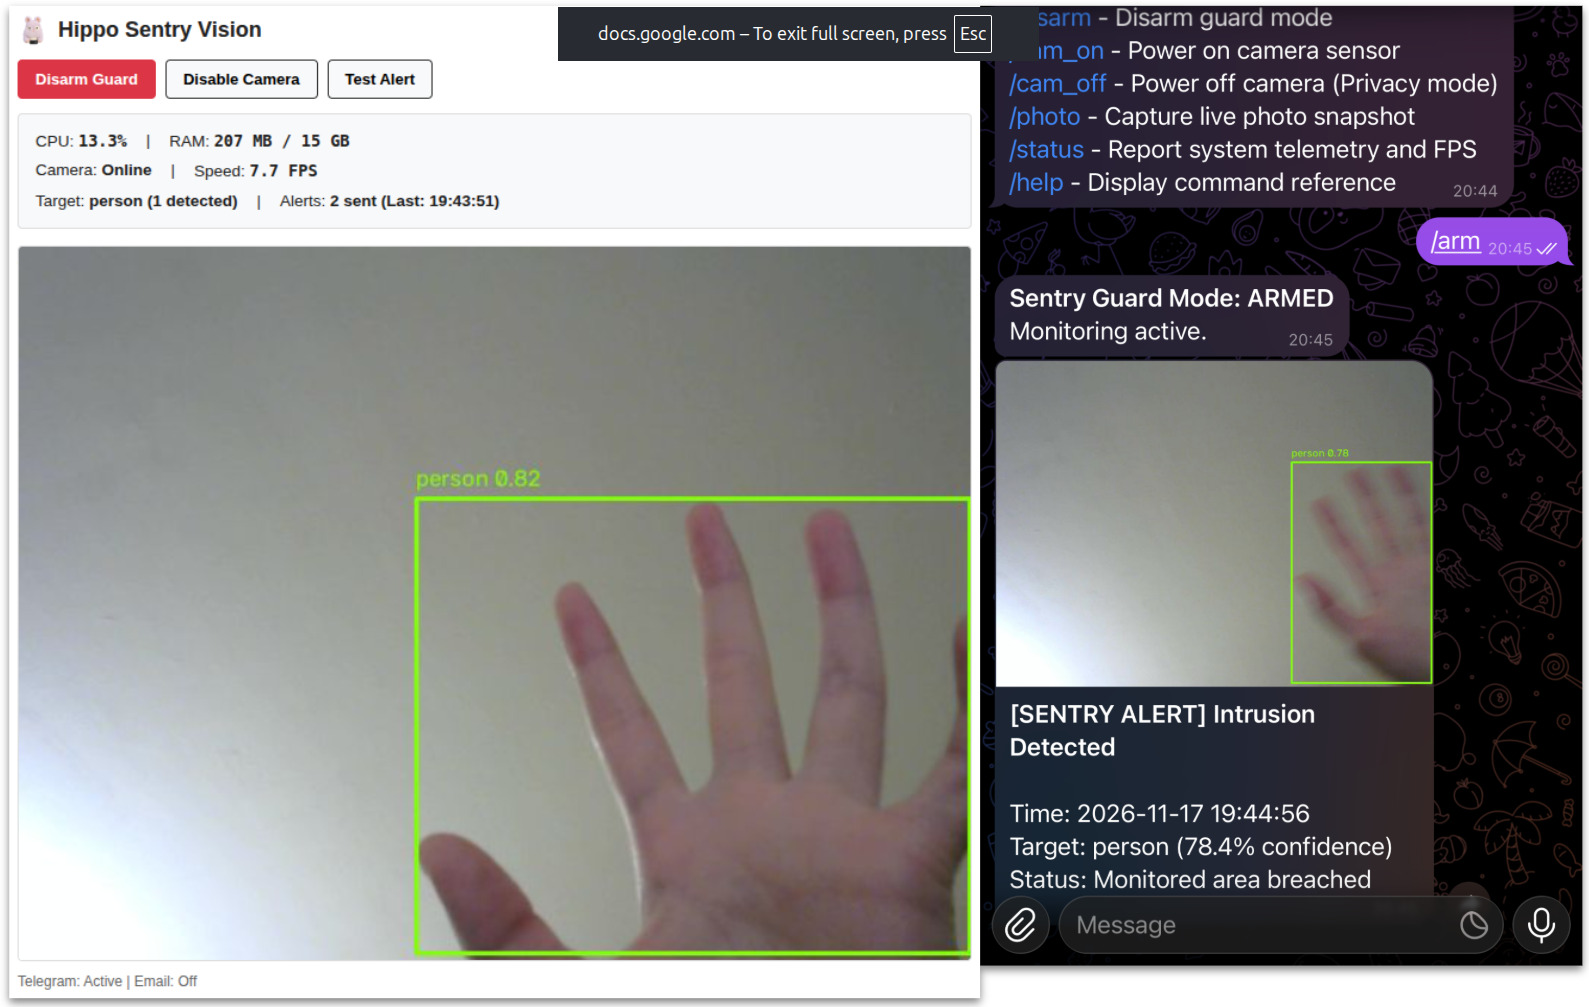 Hippo Sentry Vision
docs.google.com – To exit full screen, press Esc
Disarm Guard Disable Camera Test Alert
CPU: 13.3% | RAM: 207 MB / 15 GB
Camera: Online | Speed: 7.7 FPS
Target: person (1 detected) | Alerts: 2 sent (Last: 19:43:51)
person 0.82
Telegram: Active | Email: Off
sarm - Disarm guard mode
m_on - Power on camera sensor
/cam_off - Power off camera (Privacy mode)
/photo - Capture live photo snapshot
/status - Report system telemetry and FPS
/help - Display command reference
20:44
/arm 20:45
Sentry Guard Mode: ARMED
Monitoring active.
20:45
person 0.78
[SENTRY ALERT] Intrusion
Detected
Time: 2026-11-17 19:44:56
Target: person (78.4% confidence)
Status: Monitored area breached
Message